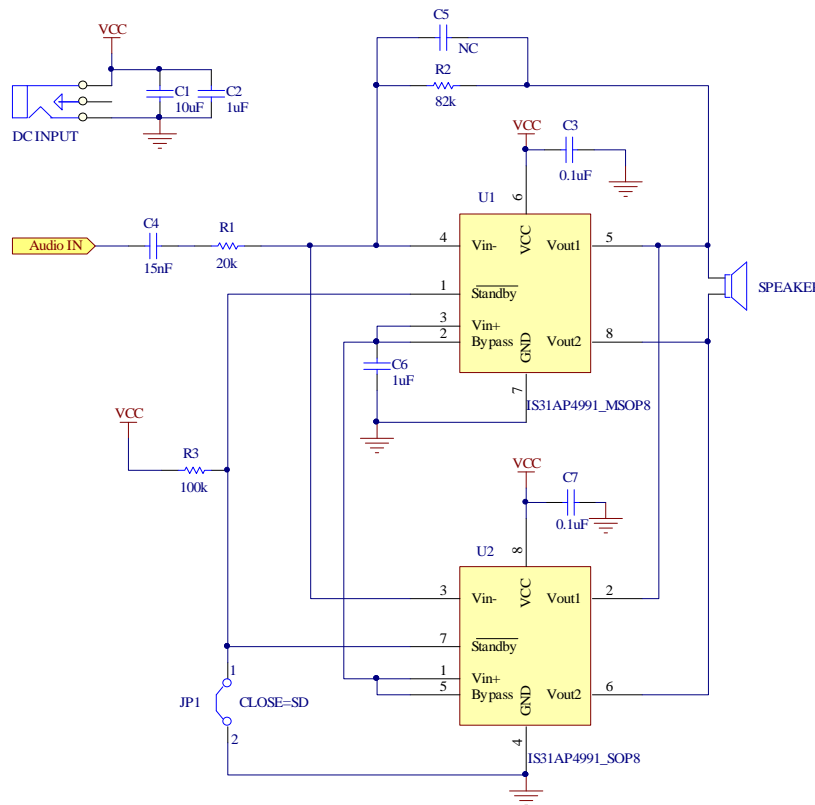 VCC
C5
NC
R2
82k
C1
10uF
C2
1uF
DC INPUT
VCC
C3
0.1uF
U1
6
VCC
Audio IN
C4
15nF
R1
20k
4
Vin-
Vout1
5
1
Standby
SPEAKER
3
Vin+
2
Bypass
GND
Vout2
8
C6
1uF
7
IS31AP4991_MSOP8
VCC
R3
100k
VCC
C7
0.1uF
U2
8
VCC
3
Vin-
Vout1
2
7
Standby
1
Vin+
5
Bypass
GND
Vout2
6
JP1
1
CLOSE=SD
2
4
IS31AP4991_SOP8